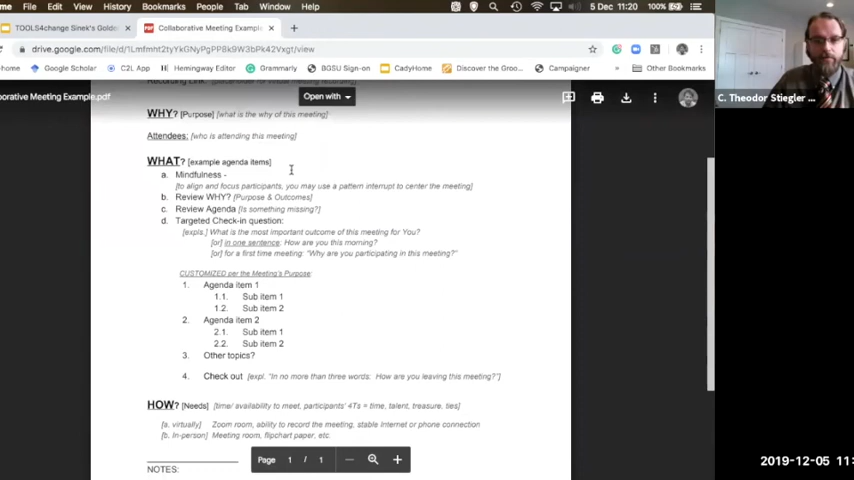 File Edit View History Bookmarks People Tab Window Help 5 Dec 11:20 100%
TOOLS4change Sinek's Golden Collaborative Meeting Example
drive.google.com/file/d/1Lmfmnt2tyYkGNyPgPP8k9W3bPk42Vxgt/view
Google Scholar C2L App Hemingway Editor Grammarly BGSU Sign-on CadyHome Discover the Groo... Campaigner Other Bookmarks
C. Theodor Stiegler ...
orative Meeting Example.pdf Open with
WHY? [Purpose] [what is the why of this meeting]
Attendees: [who is attending this meeting]
WHAT? [example agenda items]
a. Mindfulness -
[to align and focus participants, you may use a pattern interrupt to center the meeting]
b. Review WHY? [Purpose & Outcomes]
c. Review Agenda [Is something missing?]
d. Targeted Check-in question:
[expls.] What is the most important outcome of this meeting for You?
[or] in one sentence: How are you this morning?
[or] for a first time meeting: "Why are you participating in this meeting?"
CUSTOMIZED per the Meeting's Purpose:
1. Agenda item 1
1.1. Sub item 1
1.2. Sub item 2
2. Agenda item 2
2.1. Sub item 1
2.2. Sub item 2
3. Other topics?
4. Check out [expl. "In no more than three words: How are you leaving this meeting?"]
HOW? [Needs] [time/ availability to meet, participants' 4Ts = time, talent, treasure, ties]
[a. virtually] Zoom room, ability to record the meeting, stable Internet or phone connection
[b. In-person] Meeting room, flipchart paper, etc.
Page 1 / 1
NOTES:
2019-12-05 11: